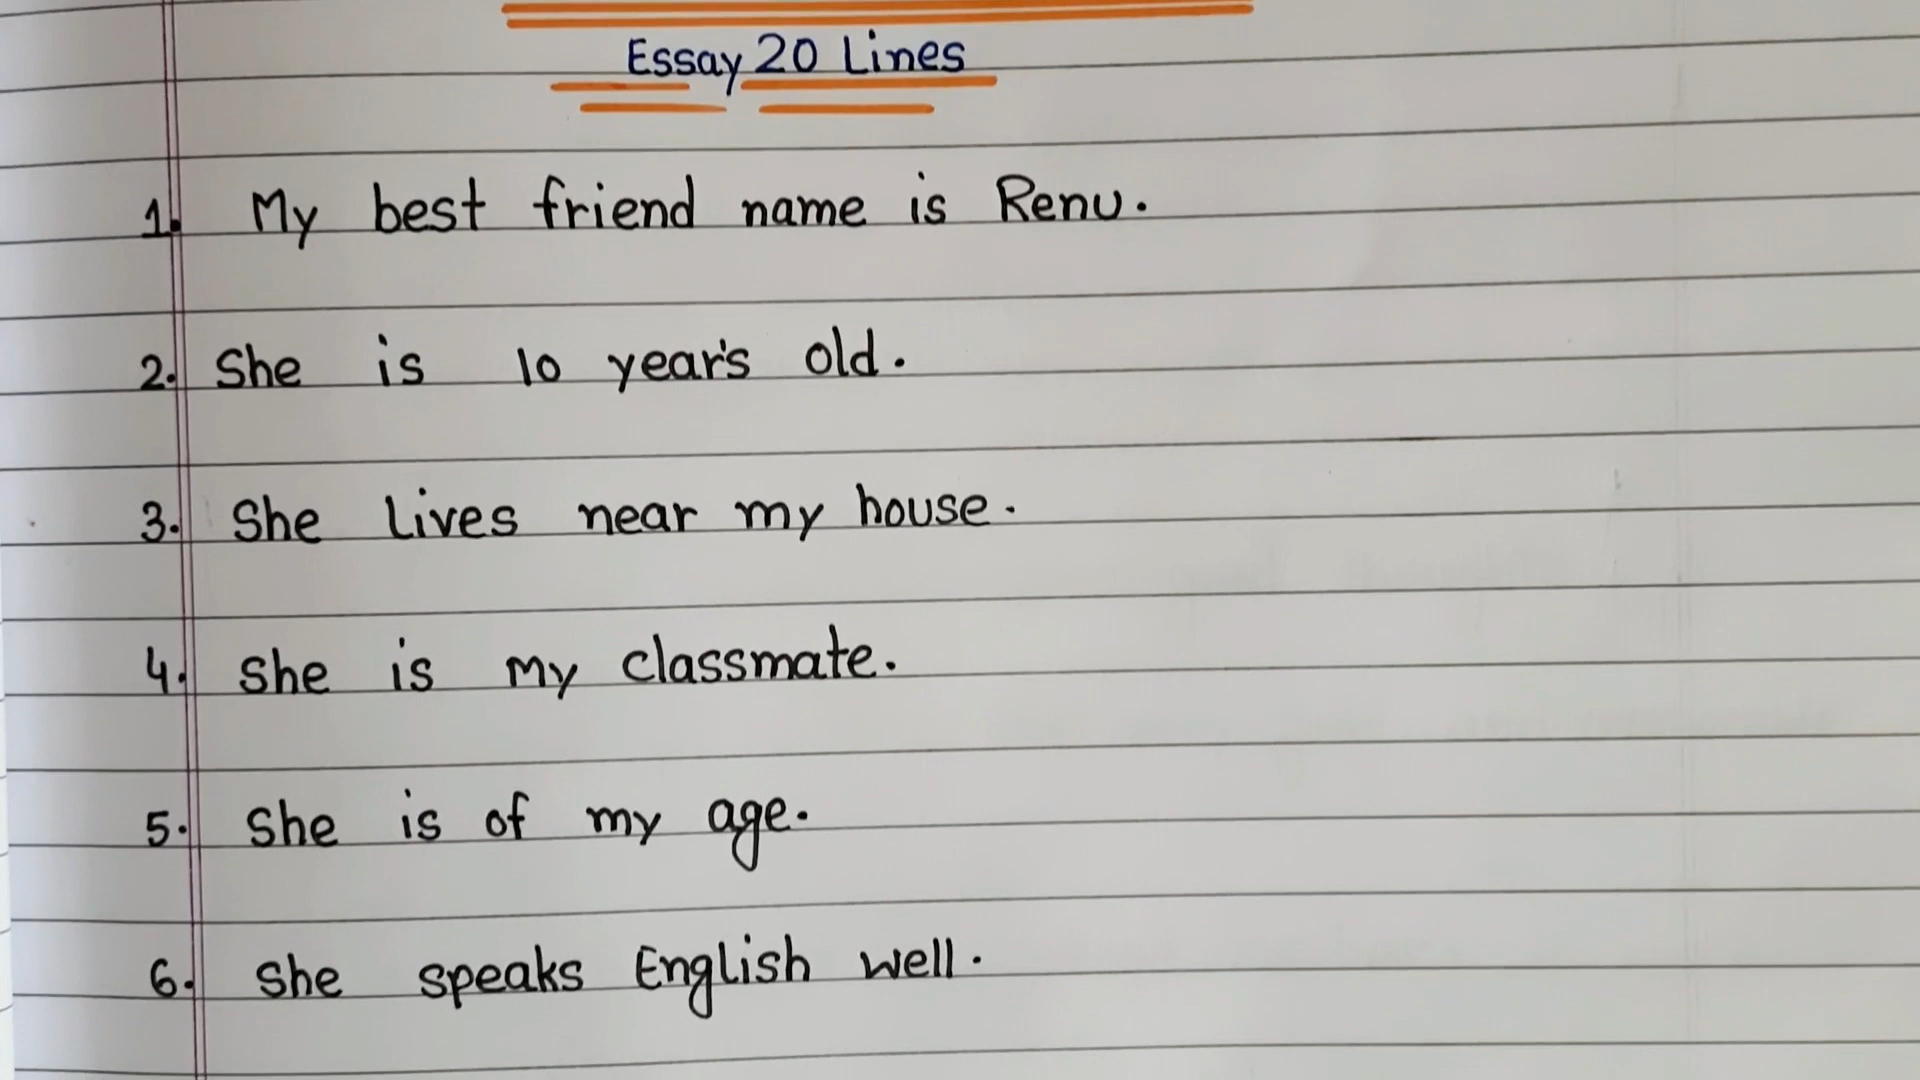 Essay 20 Lines
1. My best friend name is Renu.
2. She is 10 year's old.
3. She lives near my house.
4. She is my classmate.
5. She is of my age.
6. She speaks English well.